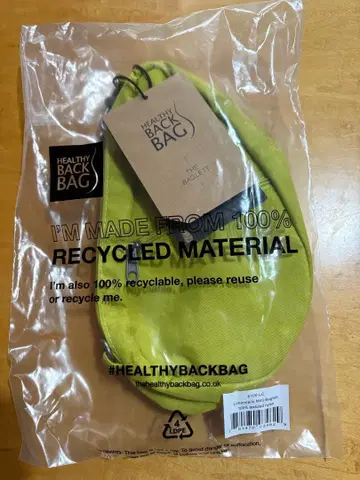 HEALTHY
BACK
BAG
THE
BAGLETT
HEALTHY
BACK
BAG
I'M MADE FROM 100%
RECYCLED MATERIAL
I'm also 100% recyclable, please reuse
or recycle me.
#HEALTHYBACKBAG
thehealthybackbag.co.uk
4
LDPE